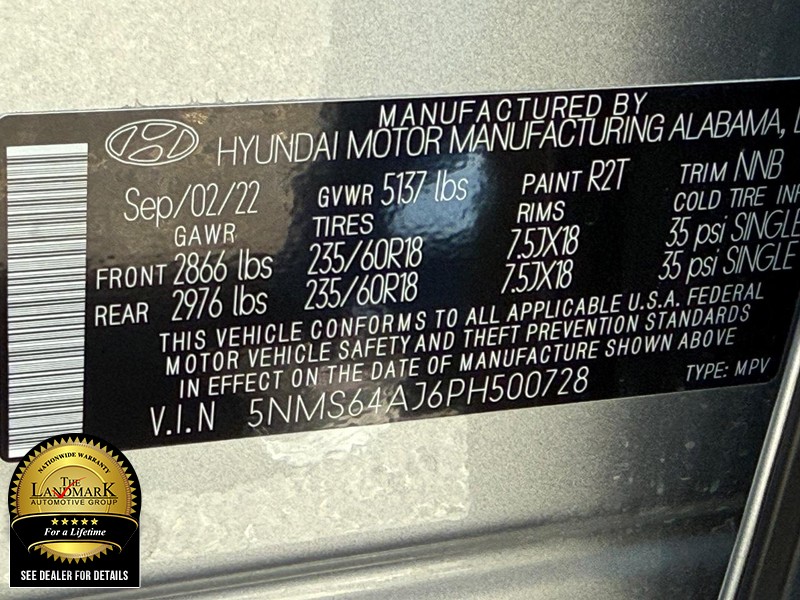 MANUFACTURED BY
HYUNDAI MOTOR MANUFACTURING ALABAMA,
Sep/02/22 GVWR 5137 lbs PAINT R2T TRIM NNB
GAWR TIRES RIMS COLD TIRE
FRONT 2866 lbs 235/60R18 7.5JX18 35 psi SINGLE
REAR 2976 lbs 235/60R18 7.5JX18 35 psi SINGLE
THIS VEHICLE CONFORMS TO ALL APPLICABLE U.S.A. FEDERAL
MOTOR VEHICLE SAFETY AND THEFT PREVENTION STANDARDS
IN EFFECT ON THE DATE OF MANUFACTURE SHOWN ABOVE
V.I.N 5NMS64AJ6PH500728 TYPE: MPV
NATIONWIDE WARRANTY
THE
LANDMARK
AUTOMOTIVE GROUP
For a Lifetime
SEE DEALER FOR DETAILS